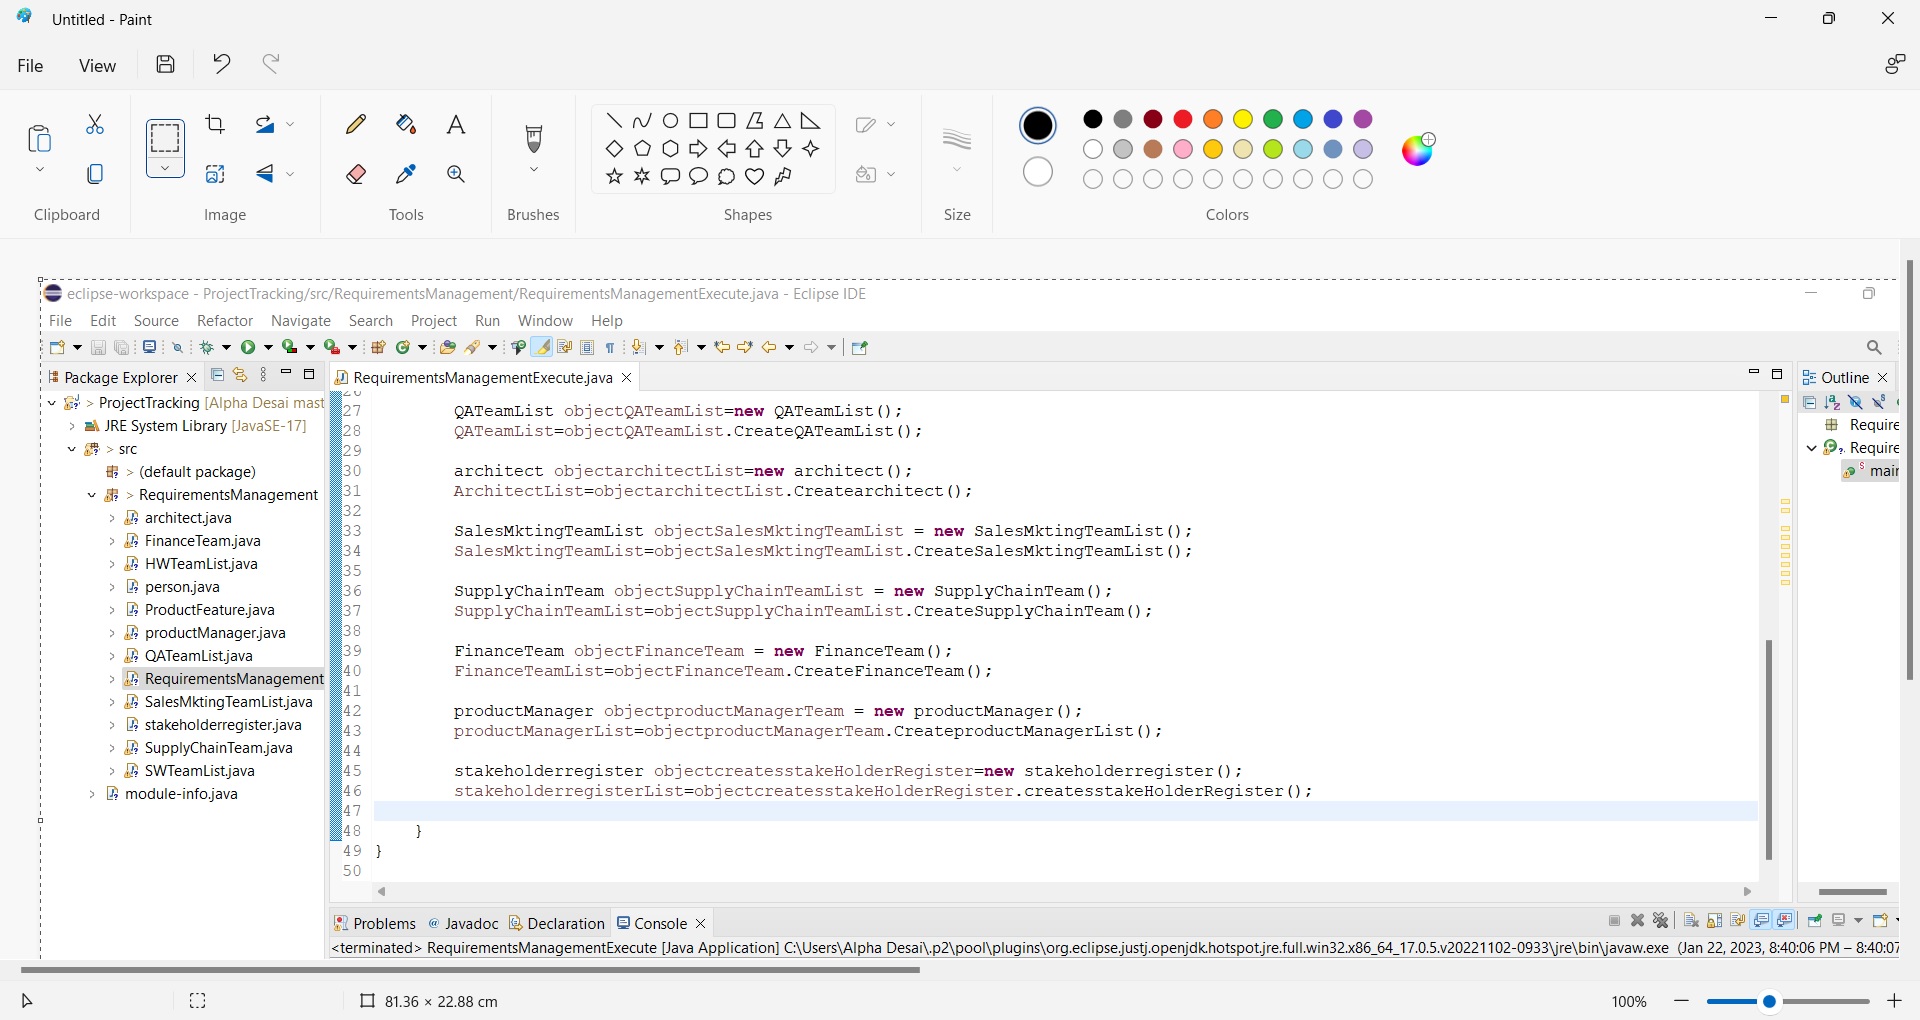 Untitled - Paint
File View
Clipboard Image Tools Brushes Shapes Size Colors
eclipse-workspace - ProjectTracking/src/RequirementsManagement/RequirementsManagementExecute.java - Eclipse IDE
File Edit Source Refactor Navigate Search Project Run Window Help
Package Explorer
> ProjectTracking [Alpha Desai mast
JRE System Library [JavaSE-17]
> src
> (default package)
> RequirementsManagement
architect.java
FinanceTeam.java
HWTeamList.java
person.java
ProductFeature.java
productManager.java
QATeamList.java
RequirementsManagement
SalesMktingTeamList.java
stakeholderregister.java
SupplyChainTeam.java
SWTeamList.java
module-info.java
RequirementsManagementExecute.java
27 QATeamList objectQATeamList=new QATeamList();
28 QATeamList=objectQATeamList.CreateQATeamList();
29
30 architect objectarchitectList=new architect();
31 ArchitectList=objectarchitectList.Createarchitect();
32
33 SalesMktingTeamList objectSalesMktingTeamList = new SalesMktingTeamList();
34 SalesMktingTeamList=objectSalesMktingTeamList.CreateSalesMktingTeamList();
35
36 SupplyChainTeam objectSupplyChainTeamList = new SupplyChainTeam();
37 SupplyChainTeamList=objectSupplyChainTeamList.CreateSupplyChainTeam();
38
39 FinanceTeam objectFinanceTeam = new FinanceTeam();
40 FinanceTeamList=objectFinanceTeam.CreateFinanceTeam();
41
42 productManager objectproductManagerTeam = new productManager();
43 productManagerList=objectproductManagerTeam.CreateproductManagerList();
44
45 stakeholderregister objectcreatesstakeHolderRegister=new stakeholderregister();
46 stakeholderregisterList=objectcreatesstakeHolderRegister.createsstakeHolderRegister();
47
48 }
49 }
50
Outline
Require
Require
mai
Problems @ Javadoc Declaration Console
<terminated> RequirementsManagementExecute [Java Application] C:\Users\Alpha Desai\.p2\pool\plugins\org.eclipse.justj.openjdk.hotspot.jre.full.win32.x86_64_17.0.5.v20221102-0933\jre\bin\javaw.exe (Jan 22, 2023, 8:40:06 PM – 8:40:07
81.36 × 22.88 cm
100%